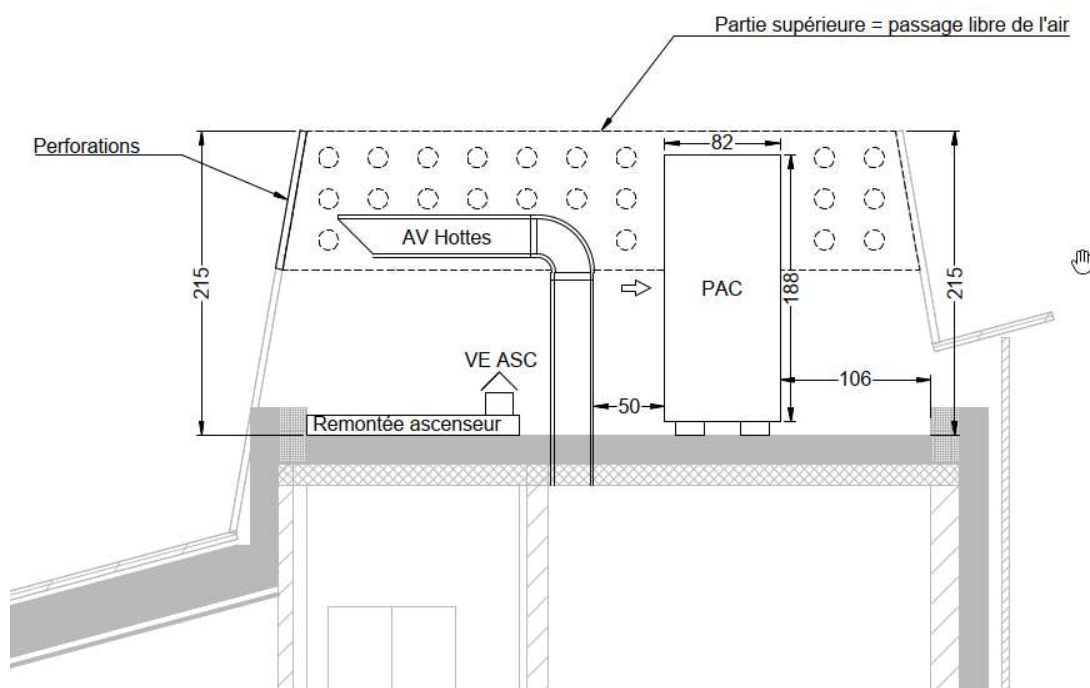 Partie supérieure = passage libre de l'air
Perforations
82
AV Hottes
215
PAC
188
215
VE ASC
106
50
Remontée ascenseur